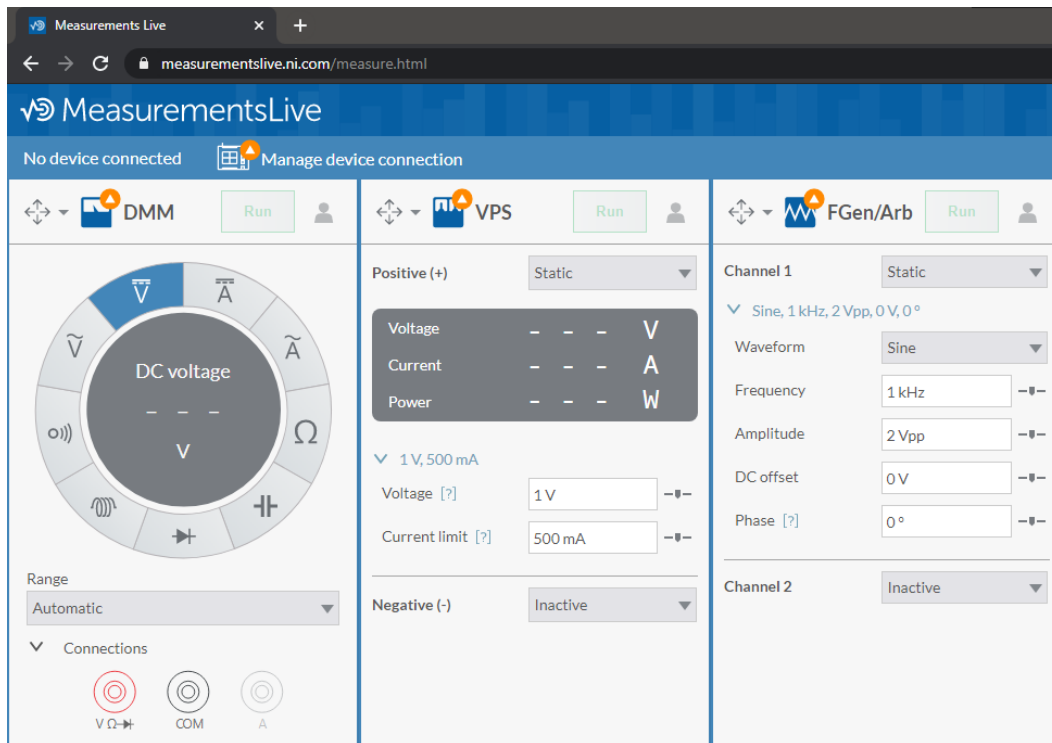 Measurements Live
measurementslive.ni.com/measure.html
MeasurementsLive
No device connected
Manage device connection
DMM
Run
V
A
V
A
DC voltage
– – –
V
Ω
Range
Automatic
Connections
V Ω
COM
A
VPS
Run
Positive (+)
Static
Voltage – – – V
Current – – – A
Power – – – W
1 V, 500 mA
Voltage [?]
1 V
Current limit [?]
500 mA
Negative (-)
Inactive
FGen/Arb
Run
Channel 1
Static
Sine, 1 kHz, 2 Vpp, 0 V, 0 °
Waveform
Sine
Frequency
1 kHz
Amplitude
2 Vpp
DC offset
0 V
Phase [?]
0 °
Channel 2
Inactive